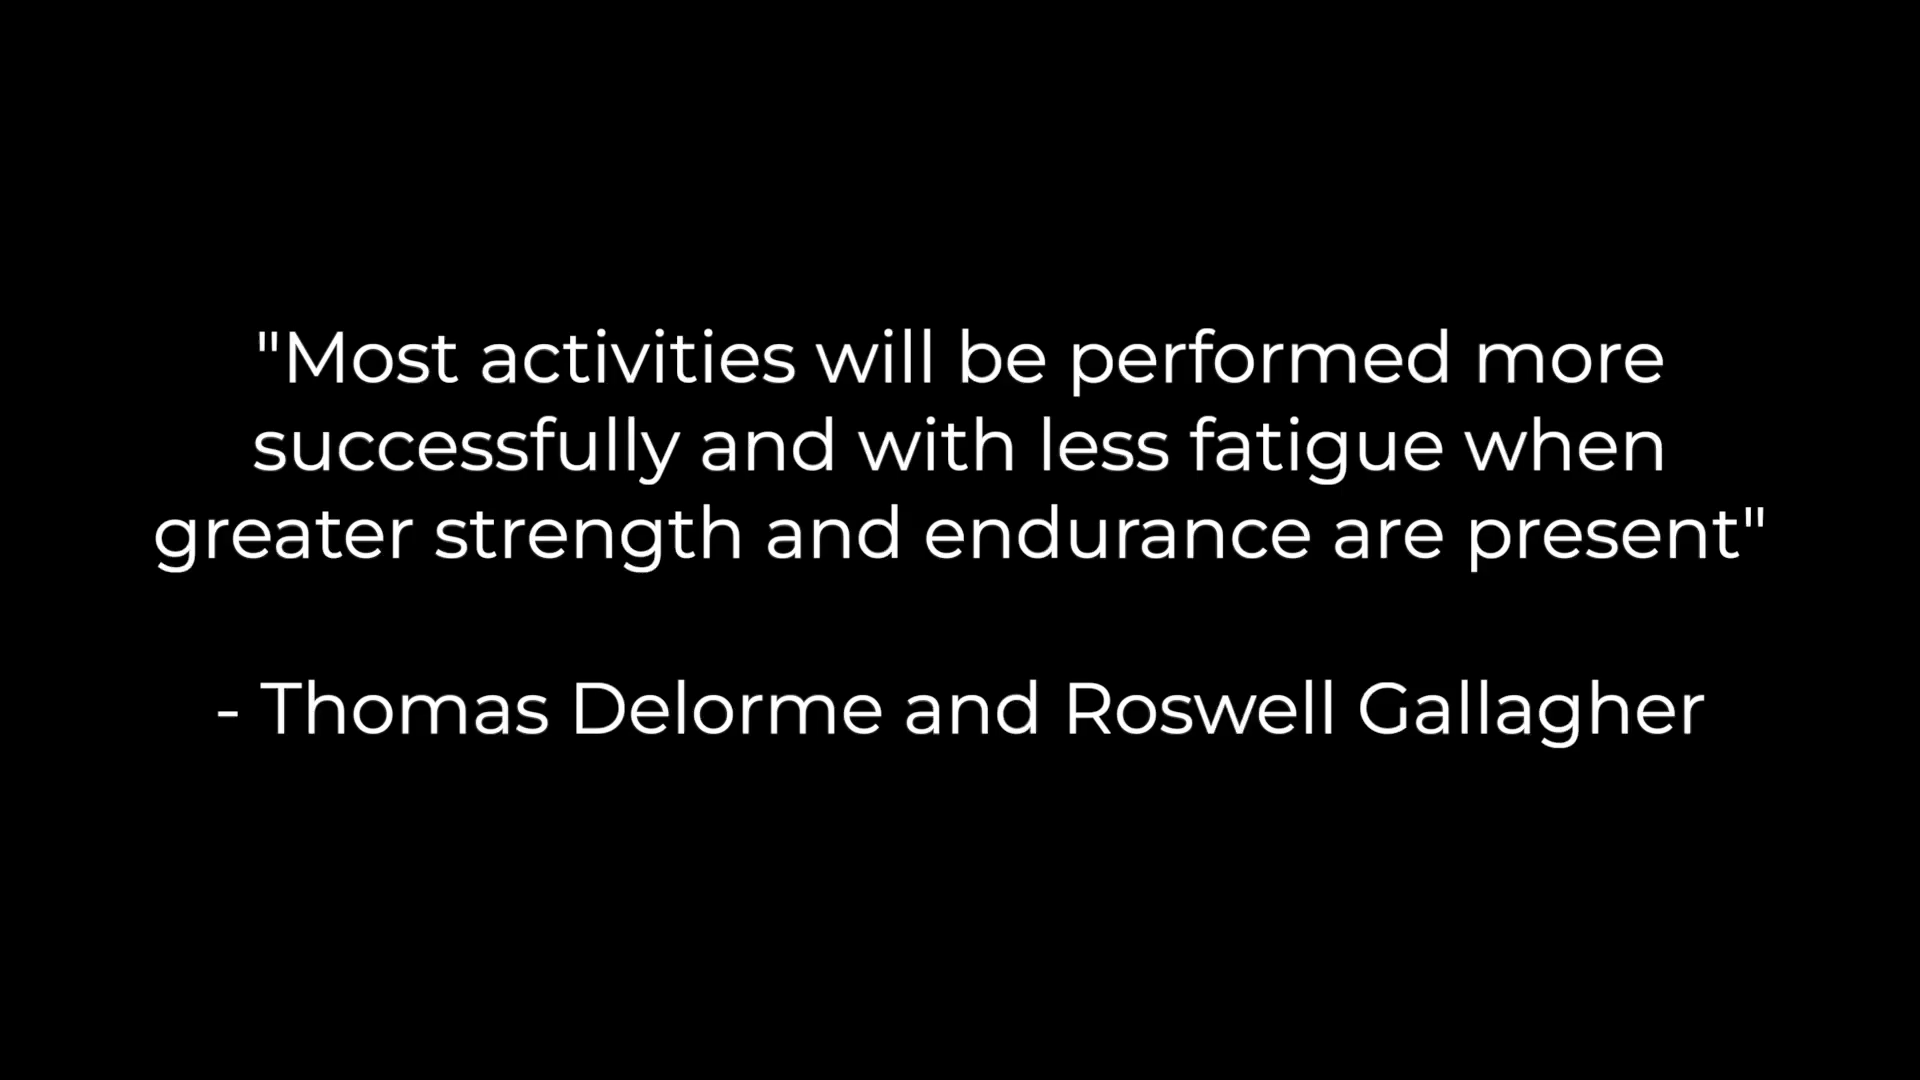 "Most activities will be performed more
successfully and with less fatigue when
greater strength and endurance are present"
- Thomas Delorme and Roswell Gallagher